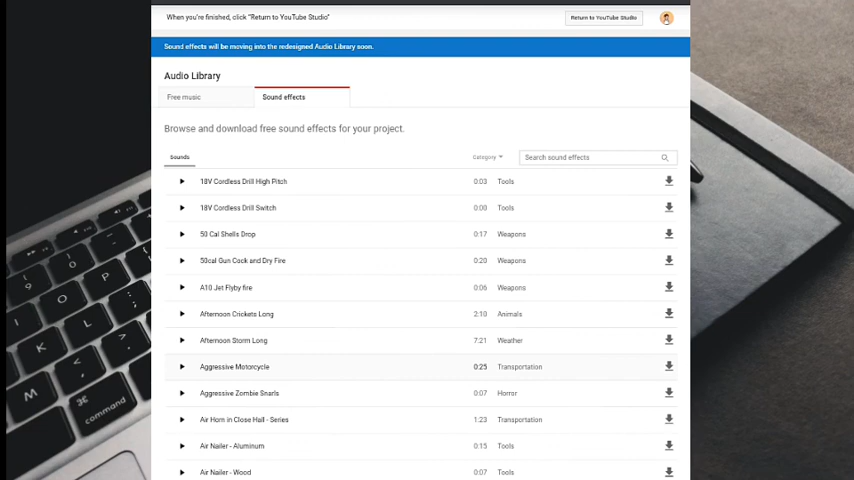 When you're finished, click "Return to YouTube Studio"
Return to YouTube Studio
Sound effects will be moving into the redesigned Audio Library soon.
Audio Library
Free music
Sound effects
Browse and download free sound effects for your project.
Sounds
Category
Search sound effects
18V Cordless Drill High Pitch 0:03 Tools
18V Cordless Drill Switch 0:00 Tools
50 Cal Shells Drop 0:17 Weapons
50cal Gun Cock and Dry Fire 0:20 Weapons
A10 Jet Flyby fire 0:06 Weapons
Afternoon Crickets Long 2:10 Animals
Afternoon Storm Long 7:21 Weather
Aggressive Motorcycle 0:25 Transportation
Aggressive Zombie Snarls 0:07 Horror
Air Horn in Close Hall - Series 1:23 Transportation
Air Nailer - Aluminum 0:15 Tools
Air Nailer - Wood 0:07 Tools
I
O
P
K
L
M
command